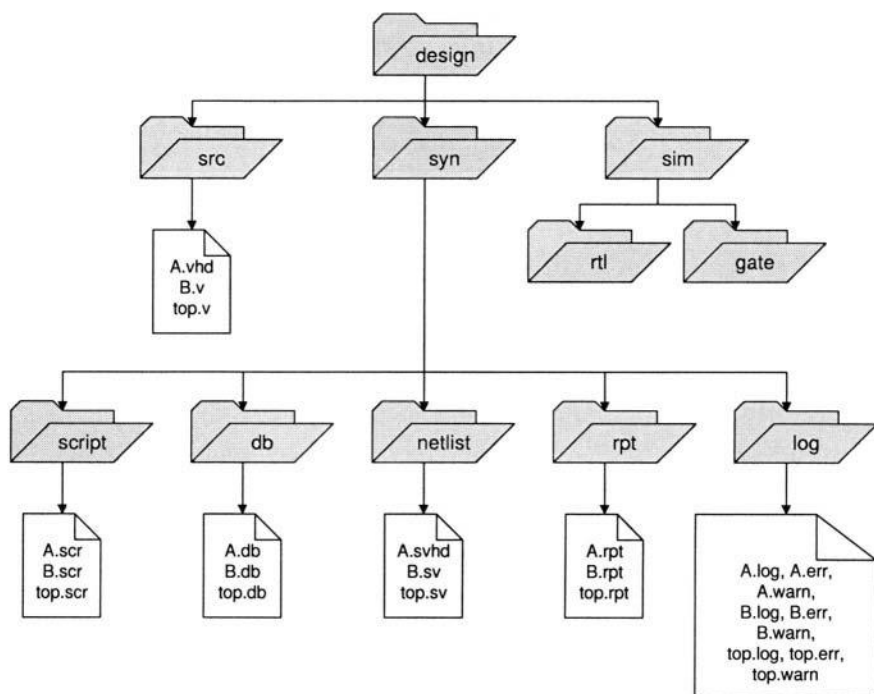 design
src
syn
sim
A.vhd
B.v
top.v
rtl
gate
script
db
netlist
rpt
log
A.scr
B.scr
top.scr
A.db
B.db
top.db
A.svhd
B.sv
top.sv
A.rpt
B.rpt
top.rpt
A.log, A.err,
A.warn,
B.log, B.err,
B.warn,
top.log, top.err,
top.warn